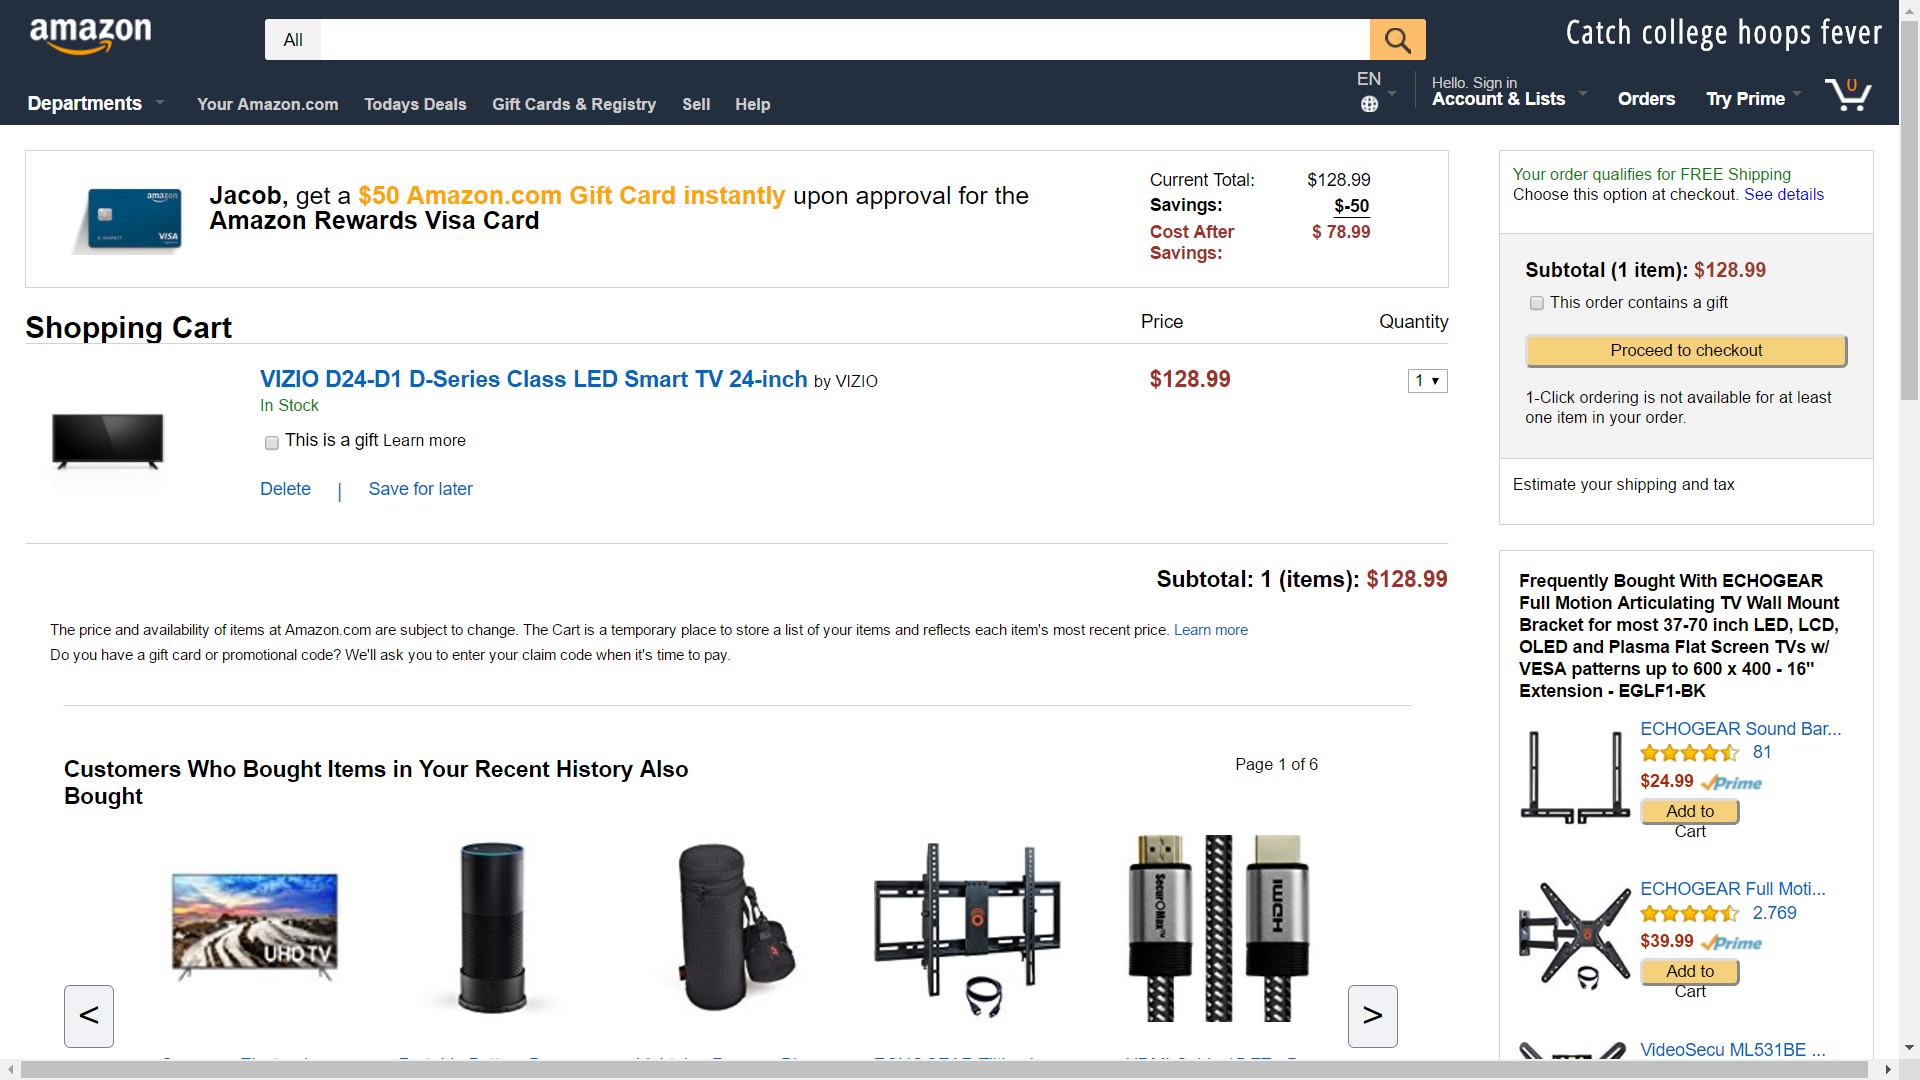 amazon
All
Catch college hoops fever
Departments
Your Amazon.com
Todays Deals
Gift Cards & Registry
Sell
Help
EN
Hello. Sign in
Account & Lists
Orders
Try Prime
0
amazon
VISA
Jacob, get a $50 Amazon.com Gift Card instantly upon approval for the
Amazon Rewards Visa Card
Current Total: $128.99
Savings: $-50
Cost After $ 78.99
Savings:
Your order qualifies for FREE Shipping
Choose this option at checkout. See details
Subtotal (1 item): $128.99
This order contains a gift
Proceed to checkout
1-Click ordering is not available for at least
one item in your order.
Estimate your shipping and tax
Shopping Cart
Price
Quantity
VIZIO D24-D1 D-Series Class LED Smart TV 24-inch by VIZIO
$128.99
1
In Stock
This is a gift Learn more
Delete | Save for later
Subtotal: 1 (items): $128.99
The price and availability of items at Amazon.com are subject to change. The Cart is a temporary place to store a list of your items and reflects each item's most recent price. Learn more
Do you have a gift card or promotional code? We'll ask you to enter your claim code when it's time to pay.
Customers Who Bought Items in Your Recent History Also
Bought
Page 1 of 6
UHD TV
SecurOMax™
HDMI
<
>
Frequently Bought With ECHOGEAR
Full Motion Articulating TV Wall Mount
Bracket for most 37-70 inch LED, LCD,
OLED and Plasma Flat Screen TVs w/
VESA patterns up to 600 x 400 - 16"
Extension - EGLF1-BK
ECHOGEAR Sound Bar...
81
$24.99 Prime
Add to
Cart
ECHOGEAR Full Moti...
2.769
$39.99 Prime
Add to
Cart
VideoSecu ML531BE ...